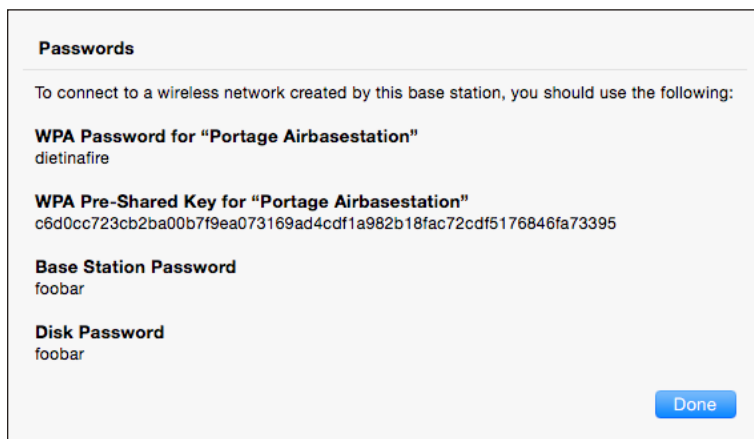 Passwords
To connect to a wireless network created by this base station, you should use the following:
WPA Password for “Portage Airbasestation”
dietinafire
WPA Pre-Shared Key for “Portage Airbasestation”
c6d0cc723cb2ba00b7f9ea073169ad4cdf1a982b18fac72cdf5176846fa73395
Base Station Password
foobar
Disk Password
foobar
Done